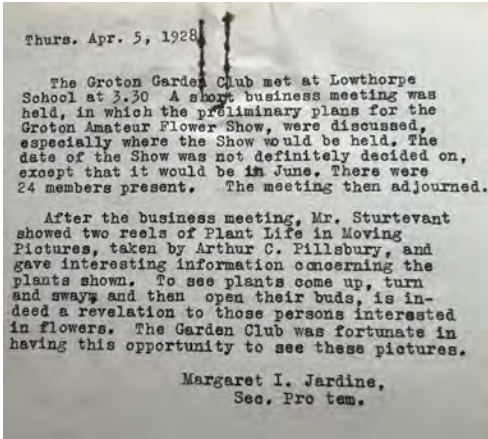 Thurs. Apr. 5, 1928
The Groton Garden Club met at Lowthorpe
School at 3.30 A short business meeting was
held, in which the preliminary plans for the
Groton Amateur Flower Show, were discussed,
especially where the Show would be held. The
date of the Show was not definitely decided on,
except that it would be in June. There were
24 members present. The meeting then adjourned.
After the business meeting, Mr. Sturtevant
showed two reels of Plant Life in Moving
Pictures, taken by Arthur C. Pillsbury, and
gave interesting information concerning the
plants shown. To see plants come up, turn
and sway, and then open their buds, is in-
deed a revelation to those persons interested
in flowers. The Garden Club was fortunate in
having this opportunity to see these pictures.
Margaret I. Jardine,
Sec. Pro tem.